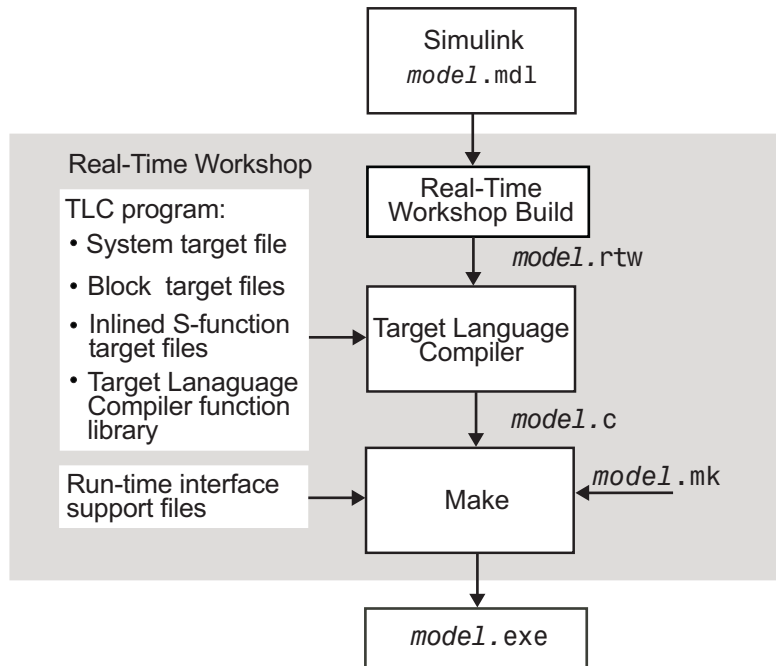 Simulink
model.mdl
Real-Time Workshop
Real-Time
Workshop Build
TLC program:
• System target file
• Block target files
• Inlined S-function
target files
• Target Lanaguage
Compiler function
library
model.rtw
Target Language
Compiler
model.c
Run-time interface
support files
Make
model.mk
model.exe